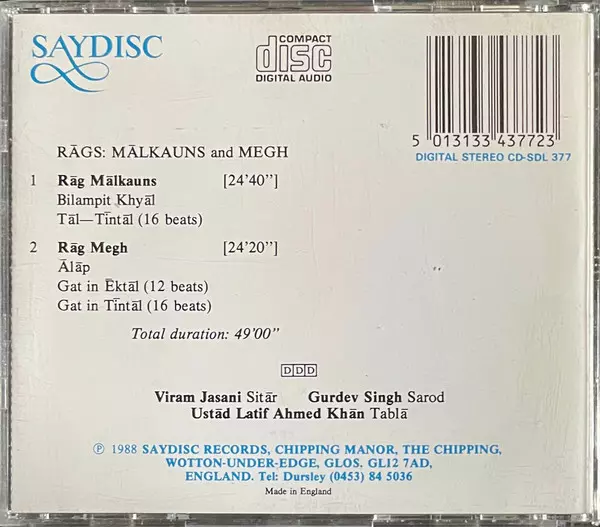 SAYDISC
COMPACT
disc
DIGITAL AUDIO
5 013133 437723
DIGITAL STEREO CD-SDL 377
RĀGS: MĀLKAUNS and MEGH
1 Rāg Mālkauns [24'40"]
Bilampit Khyāl
Tāl—Tīntāl (16 beats)
2 Rāg Megh [24'20"]
Ālāp
Gat in Ēktāl (12 beats)
Gat in Tīntāl (16 beats)
Total duration: 49'00"
DDD
Viram Jasani Sitār Gurdev Singh Sarod
Ustād Latif Ahmed Khān Tablā
Ⓟ 1988 SAYDISC RECORDS, CHIPPING MANOR, THE CHIPPING,
WOTTON-UNDER-EDGE, GLOS. GL12 7AD,
ENGLAND. Tel: Dursley (0453) 84 5036
Made in England